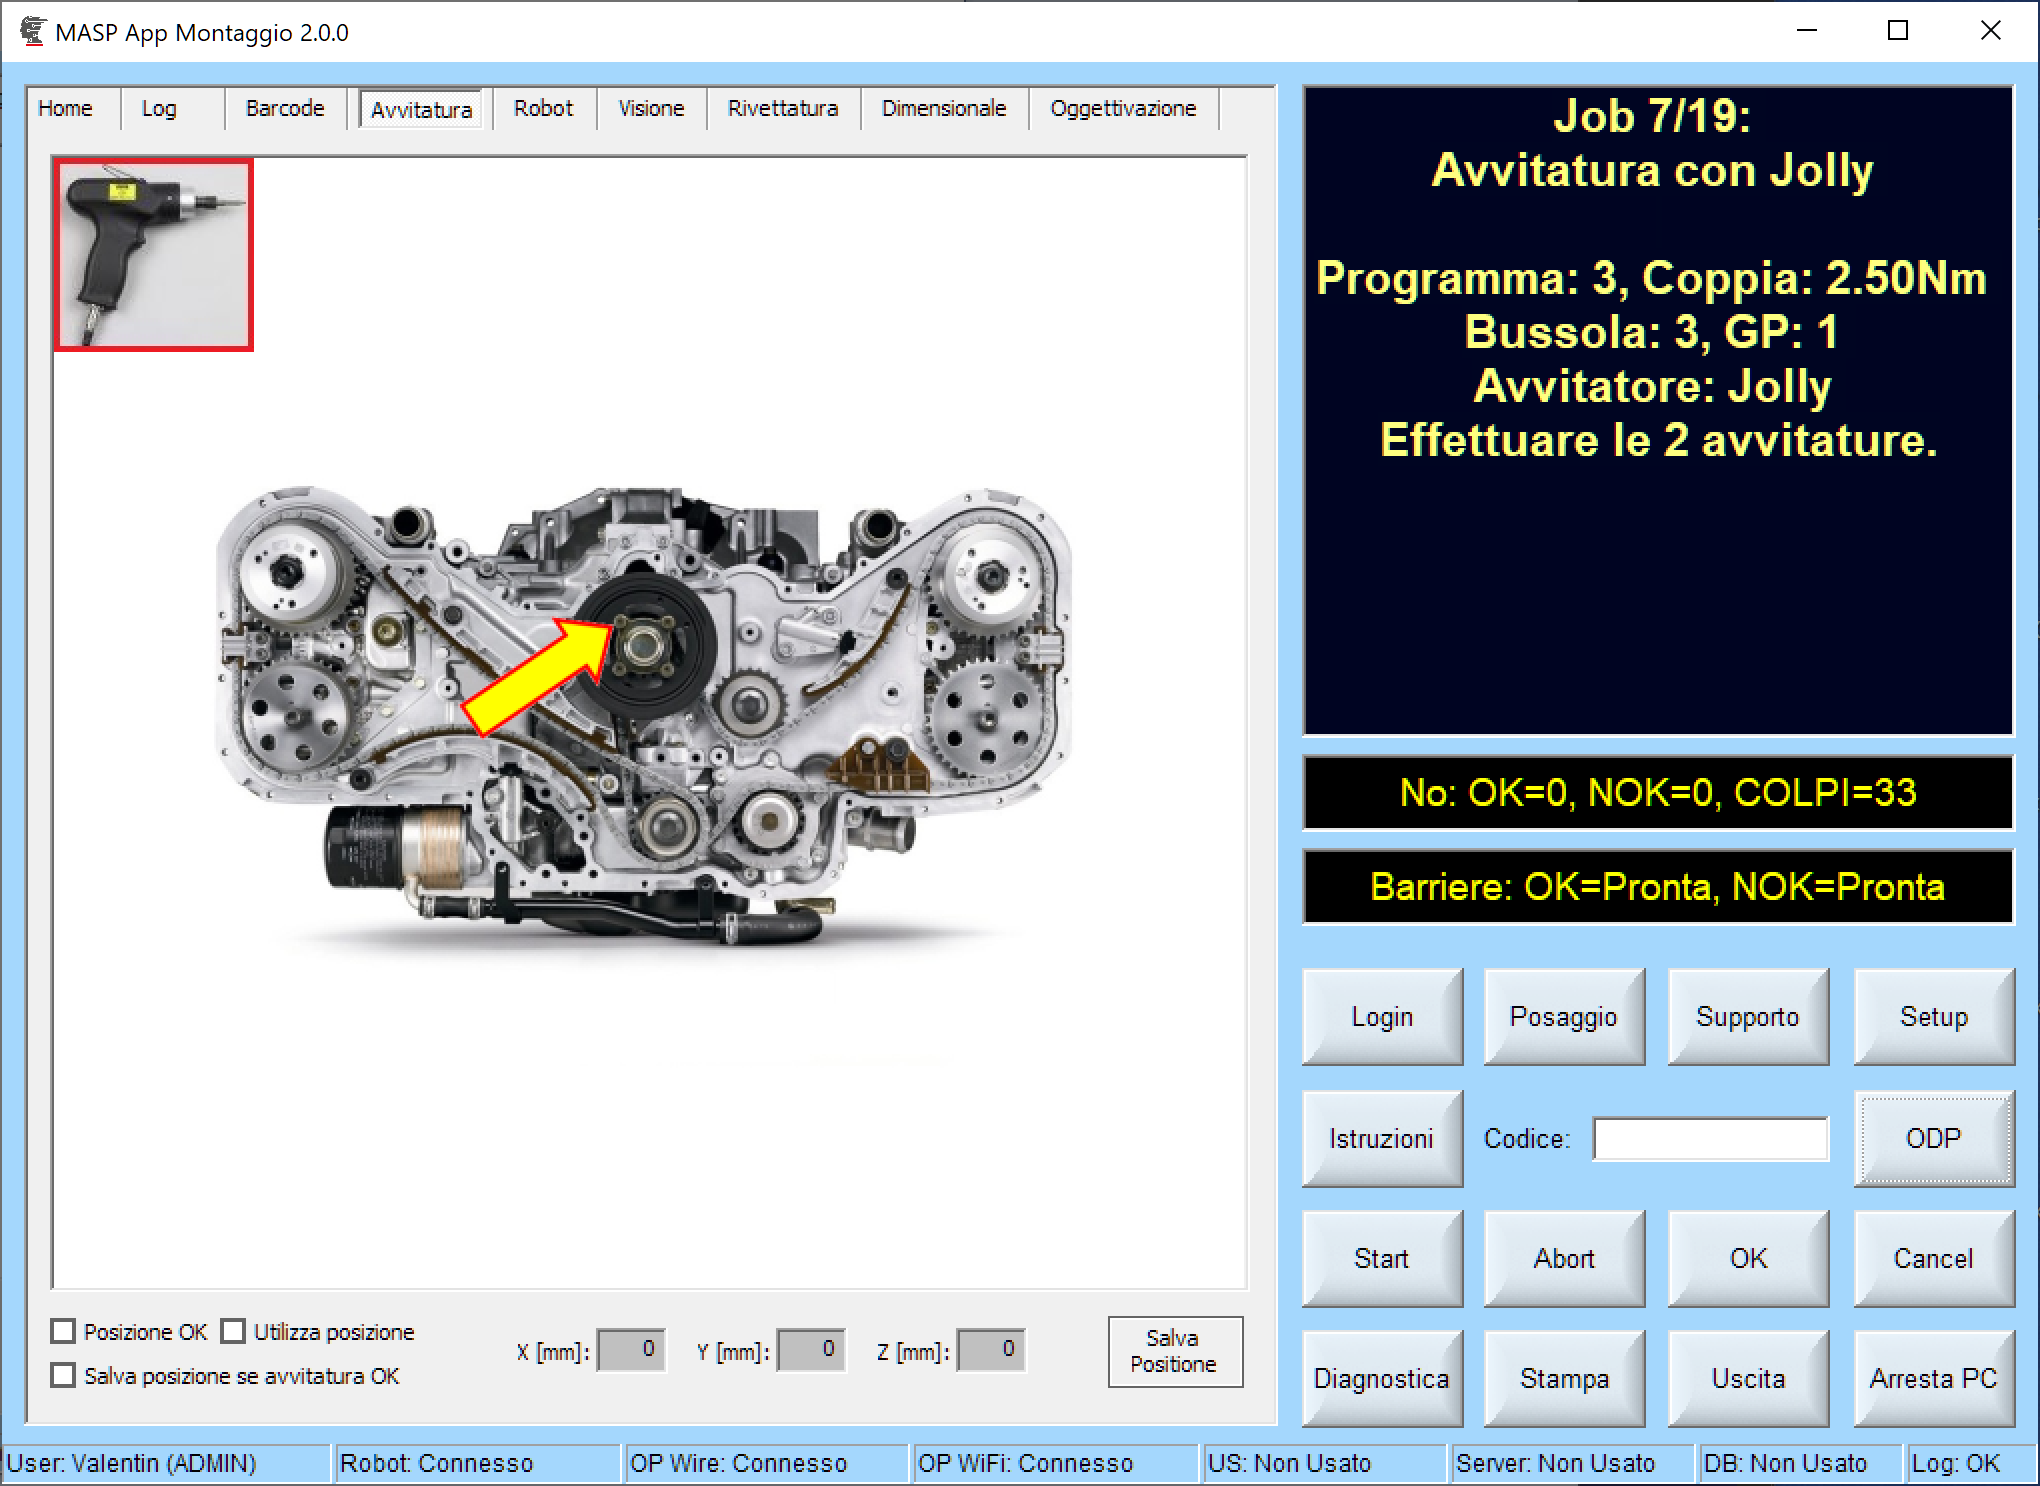 MASP App Montaggio 2.0.0
Home Log Barcode Avvitatura Robot Visione Rivettatura Dimensionale Oggettivazione
Job 7/19:
Avvitatura con Jolly
Programma: 3, Coppia: 2.50Nm
Bussola: 3, GP: 1
Avvitatore: Jolly
Effettuare le 2 avvitature.
No: OK=0, NOK=0, COLPI=33
Barriere: OK=Pronta, NOK=Pronta
Login Posaggio Supporto Setup
Istruzioni Codice: ODP
Start Abort OK Cancel
Diagnostica Stampa Uscita Arresta PC
Posizione OK Utilizza posizione
Salva posizione se avvitatura OK
X [mm]: 0 Y [mm]: 0 Z [mm]: 0
Salva
Positione
User: Valentin (ADMIN) Robot: Connesso OP Wire: Connesso OP WiFi: Connesso US: Non Usato Server: Non Usato DB: Non Usato Log: OK